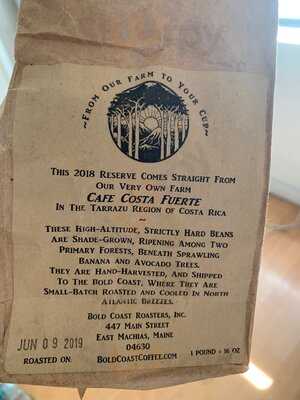 ~From Our Farm To Your Cup~
This 2018 Reserve Comes Straight From
Our Very Own Farm
Cafe Costa Fuerte
In The Tarrazu Region of Costa Rica
~
These High-Altitude, Strictly Hard Beans
Are Shade-Grown, Ripening Among Two
Primary Forests, Beneath Sprawling
Banana and Avocado Trees.
They Are Hand-Harvested, And Shipped
To The Bold Coast, Where They Are
Small-Batch Roasted and Cooled In North
Atlantic Breezes.
Bold Coast Roasters, Inc.
447 Main Street
East Machias, Maine
04630
JUN 09 2019
Roasted On:
BoldCoastCoffee.com
1 Pound - 16 oz